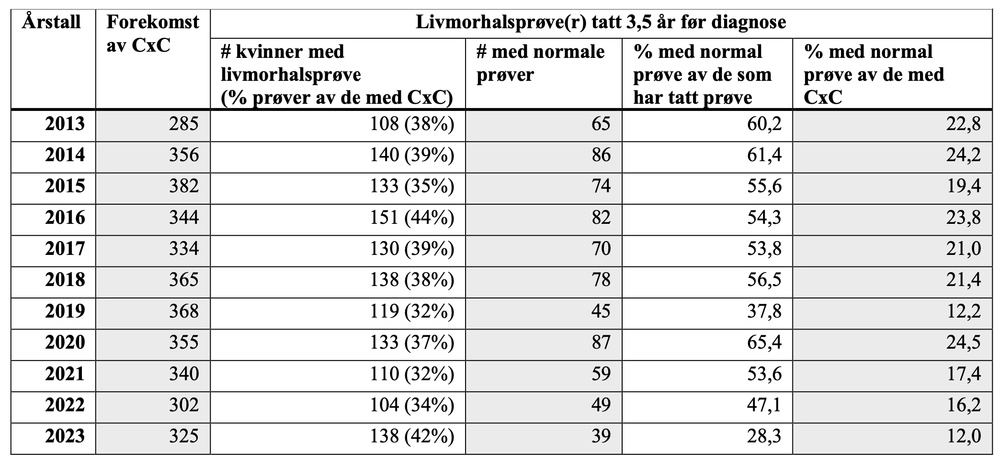 Årstall Forekomst av CxC Livmorhalsprøve(r) tatt 3,5 år før diagnose
# kvinner med livmorhalsprøve (% prøver av de med CxC) # med normale prøver % med normal prøve av de som har tatt prøve % med normal prøve av de med CxC
2013 285 108 (38%) 65 60,2 22,8
2014 356 140 (39%) 86 61,4 24,2
2015 382 133 (35%) 74 55,6 19,4
2016 344 151 (44%) 82 54,3 23,8
2017 334 130 (39%) 70 53,8 21,0
2018 365 138 (38%) 78 56,5 21,4
2019 368 119 (32%) 45 37,8 12,2
2020 355 133 (37%) 87 65,4 24,5
2021 340 110 (32%) 59 53,6 17,4
2022 302 104 (34%) 49 47,1 16,2
2023 325 138 (42%) 39 28,3 12,0